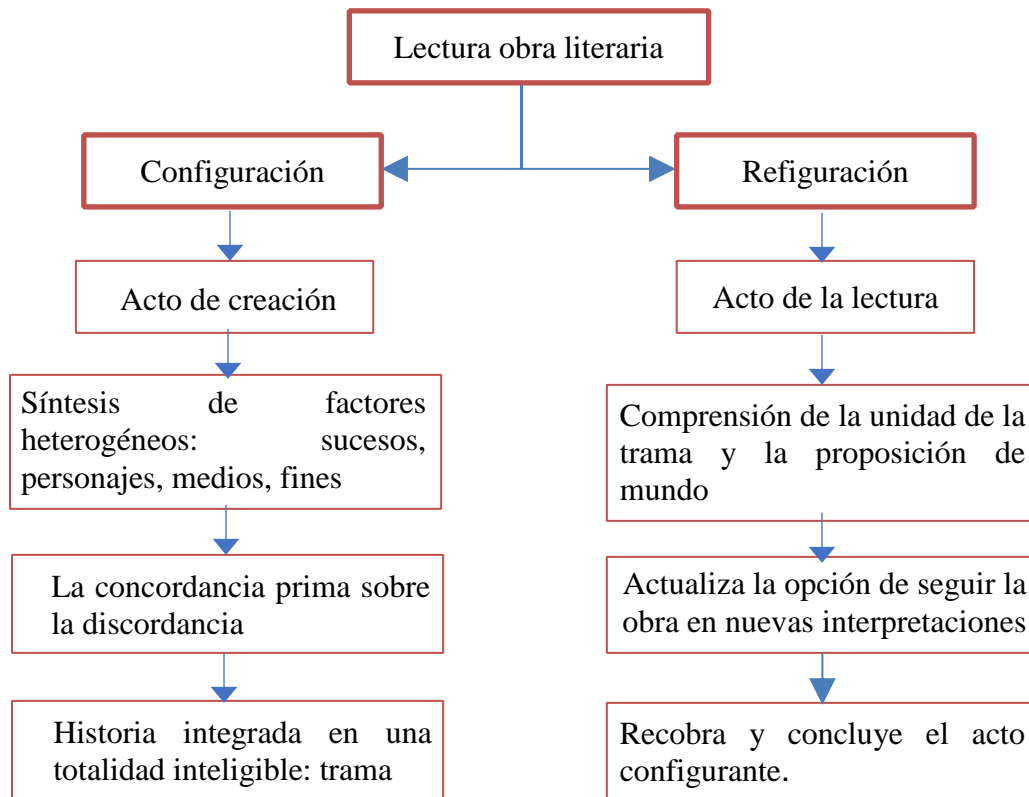 Lectura obra literaria
Configuración
Refiguración
Acto de creación
Acto de la lectura
Síntesis de factores
heterogéneos: sucesos,
personajes, medios, fines
Comprensión de la unidad de la
trama y la proposición de
mundo
La concordancia prima sobre
la discordancia
Actualiza la opción de seguir la
obra en nuevas interpretaciones
Historia integrada en una
totalidad inteligible: trama
Recobra y concluye el acto
configurante.